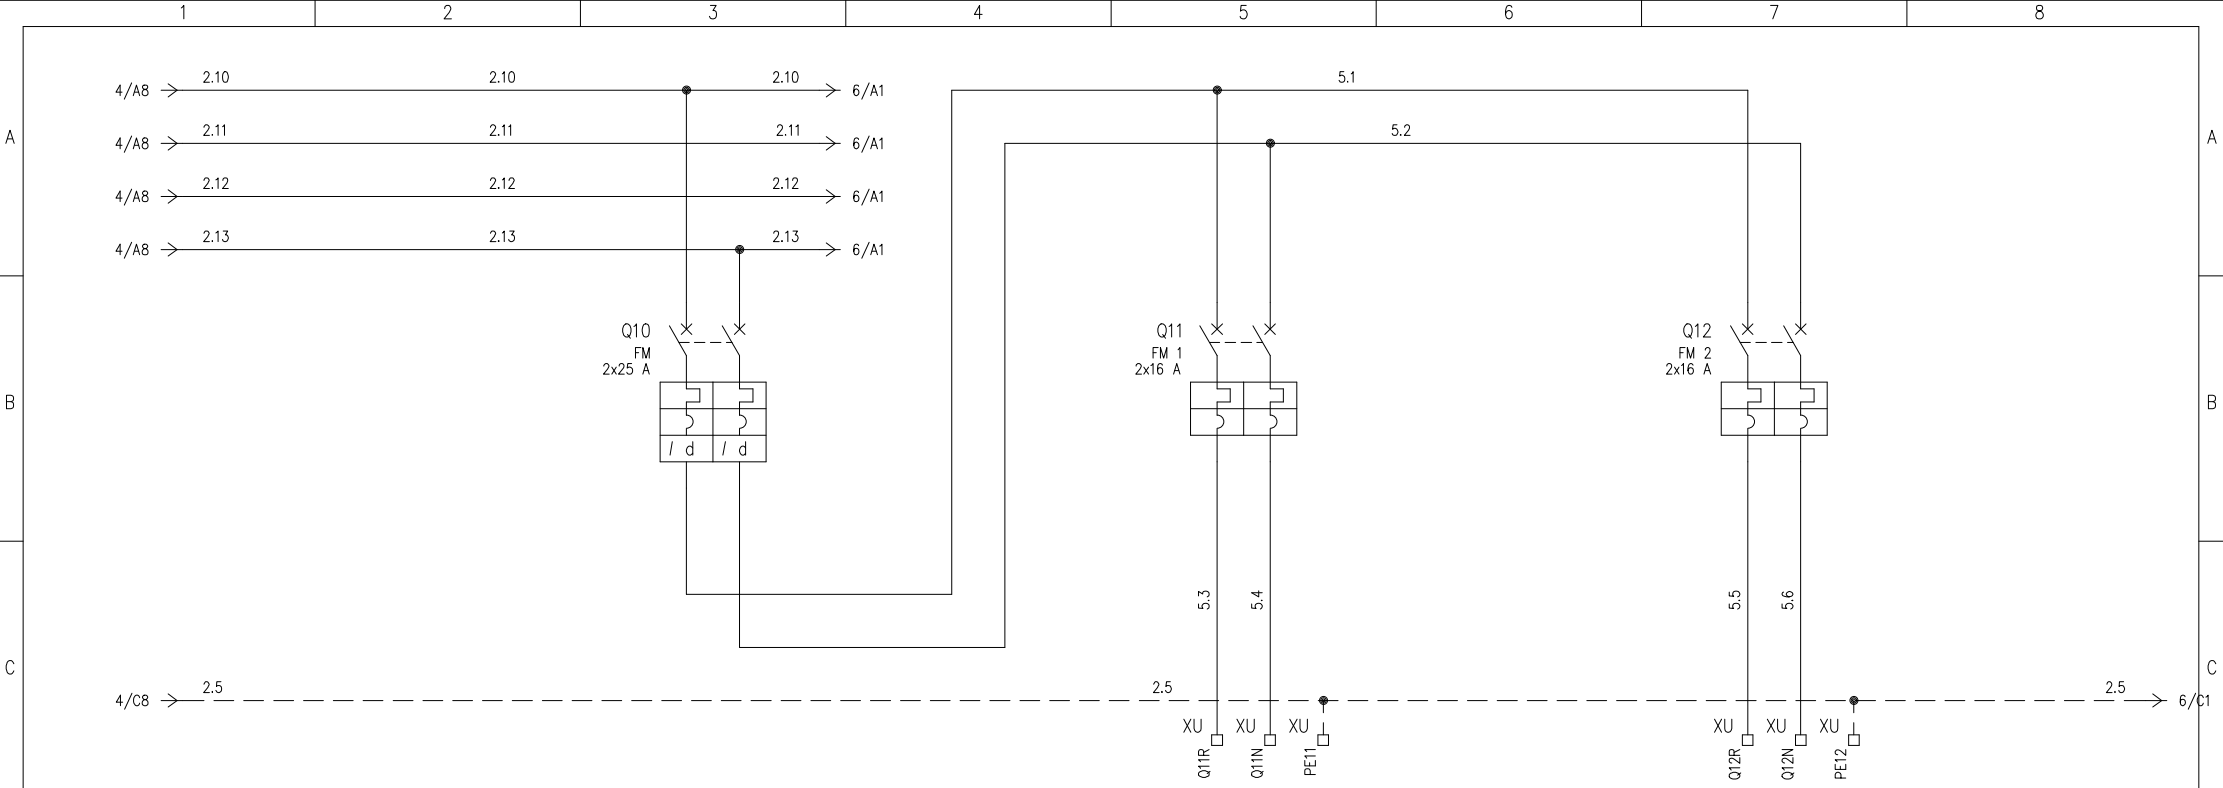 1 2 3 4 5 6 7 8
4/A8 2.10 2.10 2.10 6/A1 5.1
A 4/A8 2.11 2.11 2.11 6/A1 5.2 A
4/A8 2.12 2.12 2.12 6/A1
4/A8 2.13 2.13 2.13 6/A1
Q10 Q11 Q12
FM FM 1 FM 2
2x25 A 2x16 A 2x16 A
B B
/ d / d
5.3 5.4 5.5 5.6
C C
4/C8 2.5 2.5 2.5 6/C1
XU XU XU XU XU XU
Q11R Q11N PE11 Q12R Q12N PE12